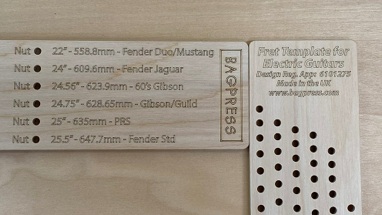 Nut 22" - 558.8mm - Fender Duo/Mustang
Nut 24" - 609.6mm - Fender Jaguar
Nut 24.56" - 623.9mm - 60's Gibson
Nut 24.75" - 628.65mm - Gibson/Guild
Nut 25" - 635mm - PRS
Nut 25.5" - 647.7mm - Fender Std
BAGPRESS
Fret Template for
Electric Guitars
Design Reg. App: 6101275
Made in the UK
www.bagpress.com